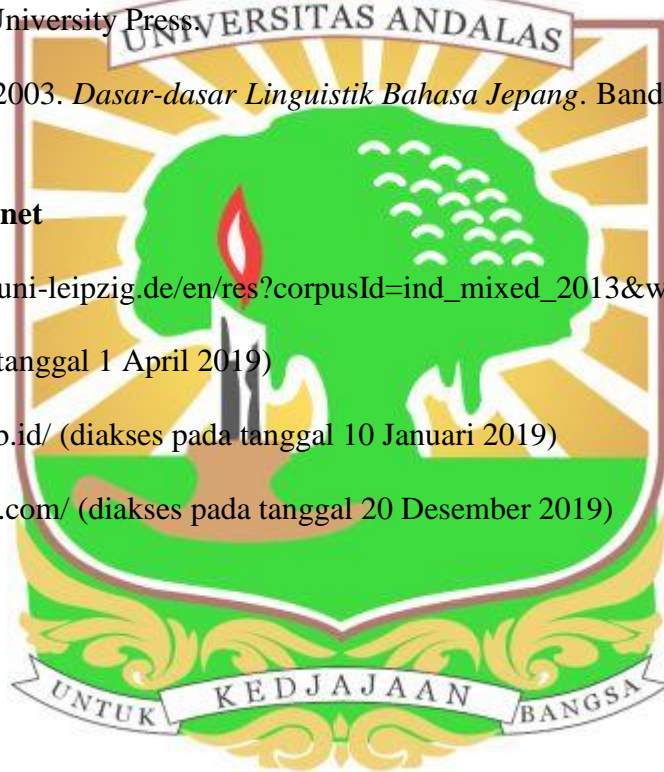 University Press.
UNIVERSITAS ANDALAS
2003. Dasar-dasar Linguistik Bahasa Jepang.
net
uni-leipzig.de/en/res?corpusId=ind_mixed_2013&w
tanggal 1 April 2019)
.id/ (diakses pada tanggal 10 Januari 2019)
.com/ (diakses pada tanggal 20 Desember 2019)
UNTUK KEDJAJAAN BANGSA